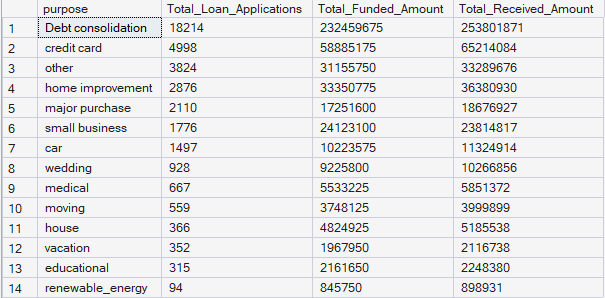 purpose Total_Loan_Applications Total_Funded_Amount Total_Received_Amount
1 Debt consolidation 18214 232459675 253801871
2 credit card 4998 58885175 65214084
3 other 3824 31155750 33289676
4 home improvement 2876 33350775 36380930
5 major purchase 2110 17251600 18676927
6 small business 1776 24123100 23814817
7 car 1497 10223575 11324914
8 wedding 928 9225800 10266856
9 medical 667 5533225 5851372
10 moving 559 3748125 3999899
11 house 366 4824925 5185538
12 vacation 352 1967950 2116738
13 educational 315 2161650 2248380
14 renewable_energy 94 845750 898931